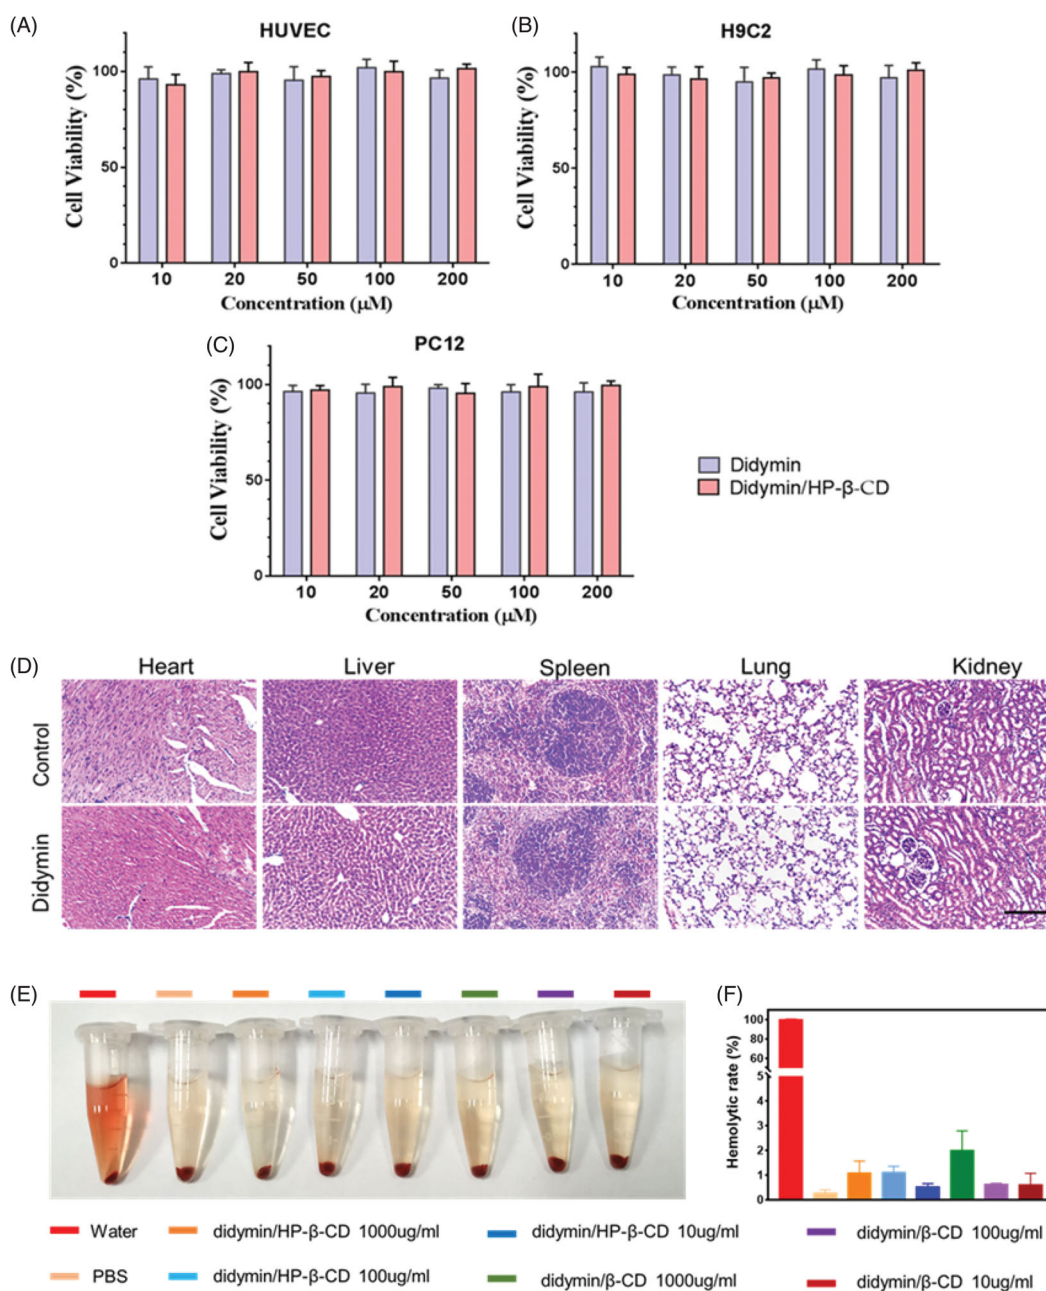 (A)
HUVEC
Cell Viability (%)
100
50
0
10 20 50 100 200
Concentration (μM)
(B)
H9C2
Cell Viability (%)
100
50
0
10 20 50 100 200
Concentration (μM)
(C)
PC12
Cell Viability (%)
100
50
0
10 20 50 100 200
Concentration (μM)
Didymin
Didymin/HP-β-CD
(D)
Heart Liver Spleen Lung Kidney
Control
Didymin
(E)
(F)
Hemolytic rate (%)
100
80
60
5
4
3
2
1
0
Water didymin/HP-β-CD 1000ug/ml didymin/HP-β-CD 10ug/ml didymin/β-CD 100ug/ml
PBS didymin/HP-β-CD 100ug/ml didymin/β-CD 1000ug/ml didymin/β-CD 10ug/ml